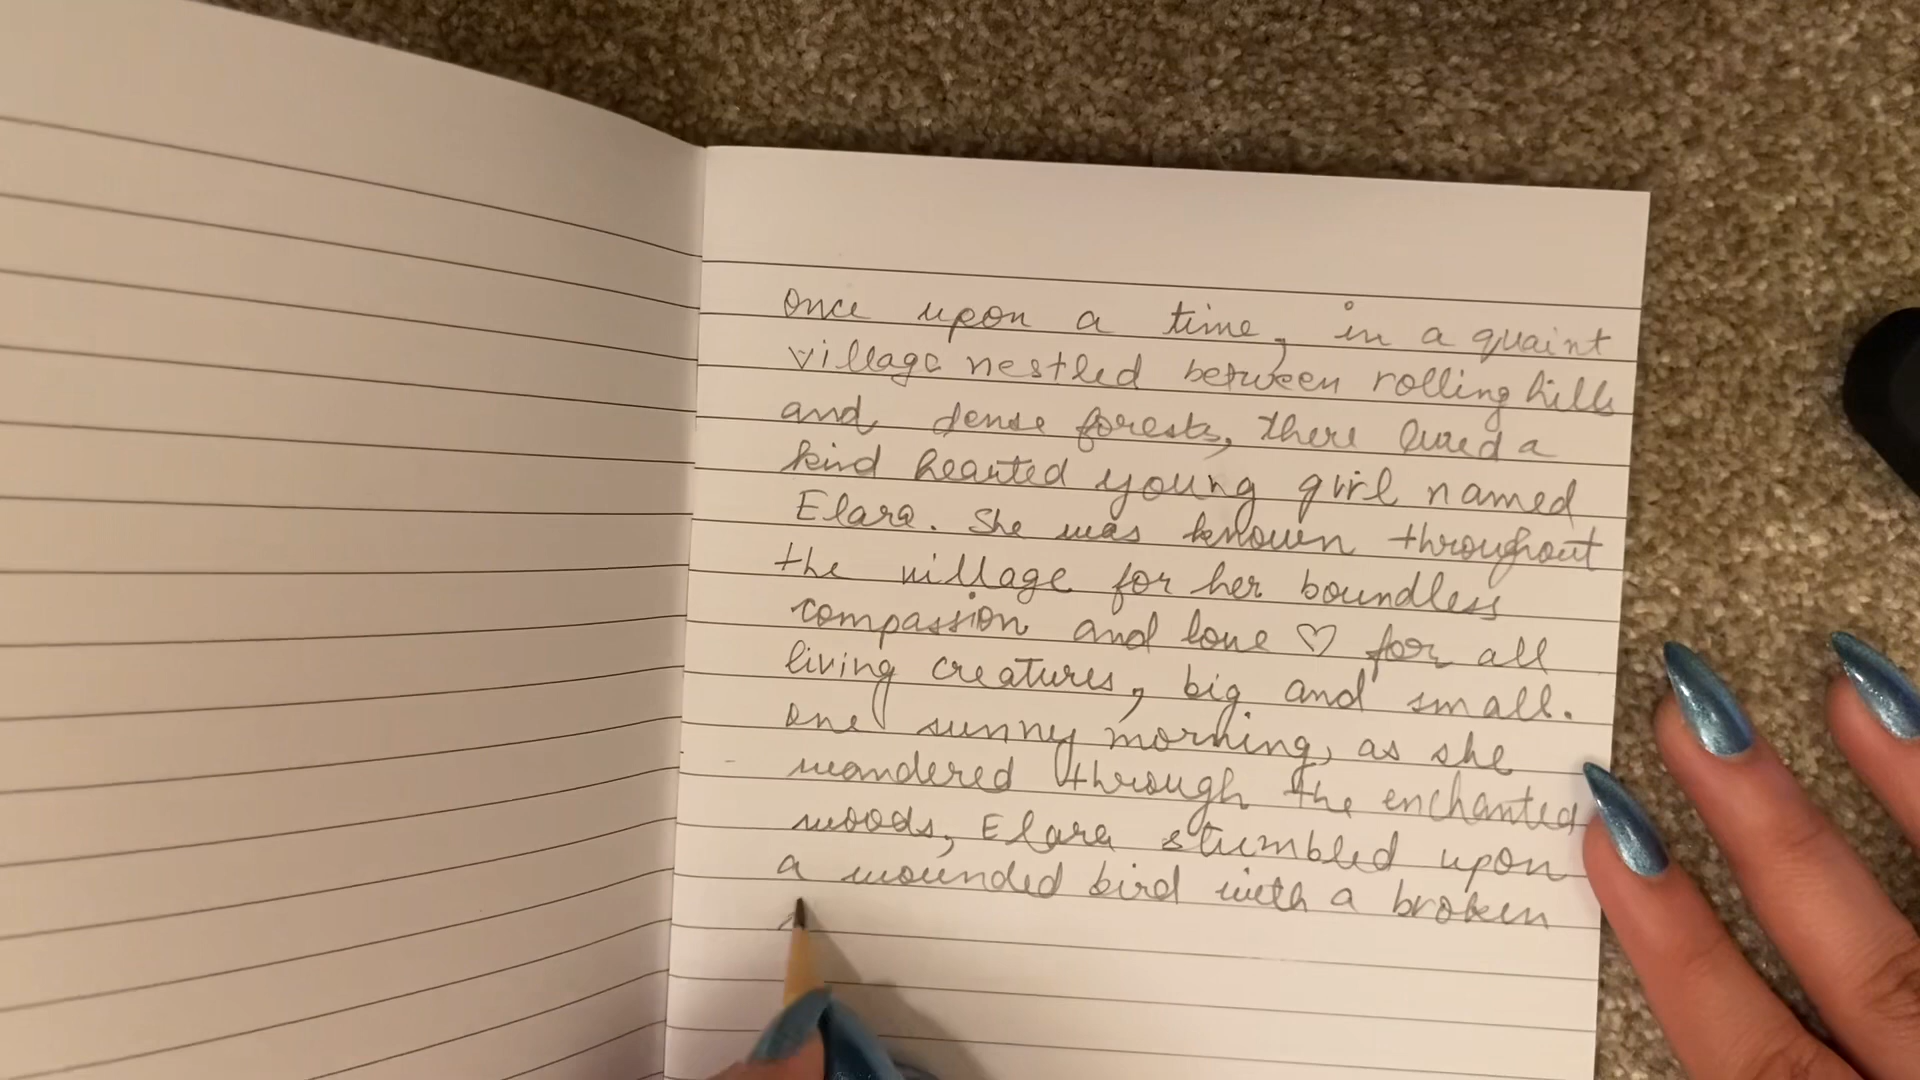 once upon a time, in a quaint
village nestled between rolling hills
and dense forests, there lived a
kind hearted young girl named
Elara. She was known throughout
the village for her boundless
compassion and love ♡ for all
living creatures, big and small.
one sunny morning, as she
wandered through the enchanted
woods, Elara stumbled upon
a wounded bird with a broken